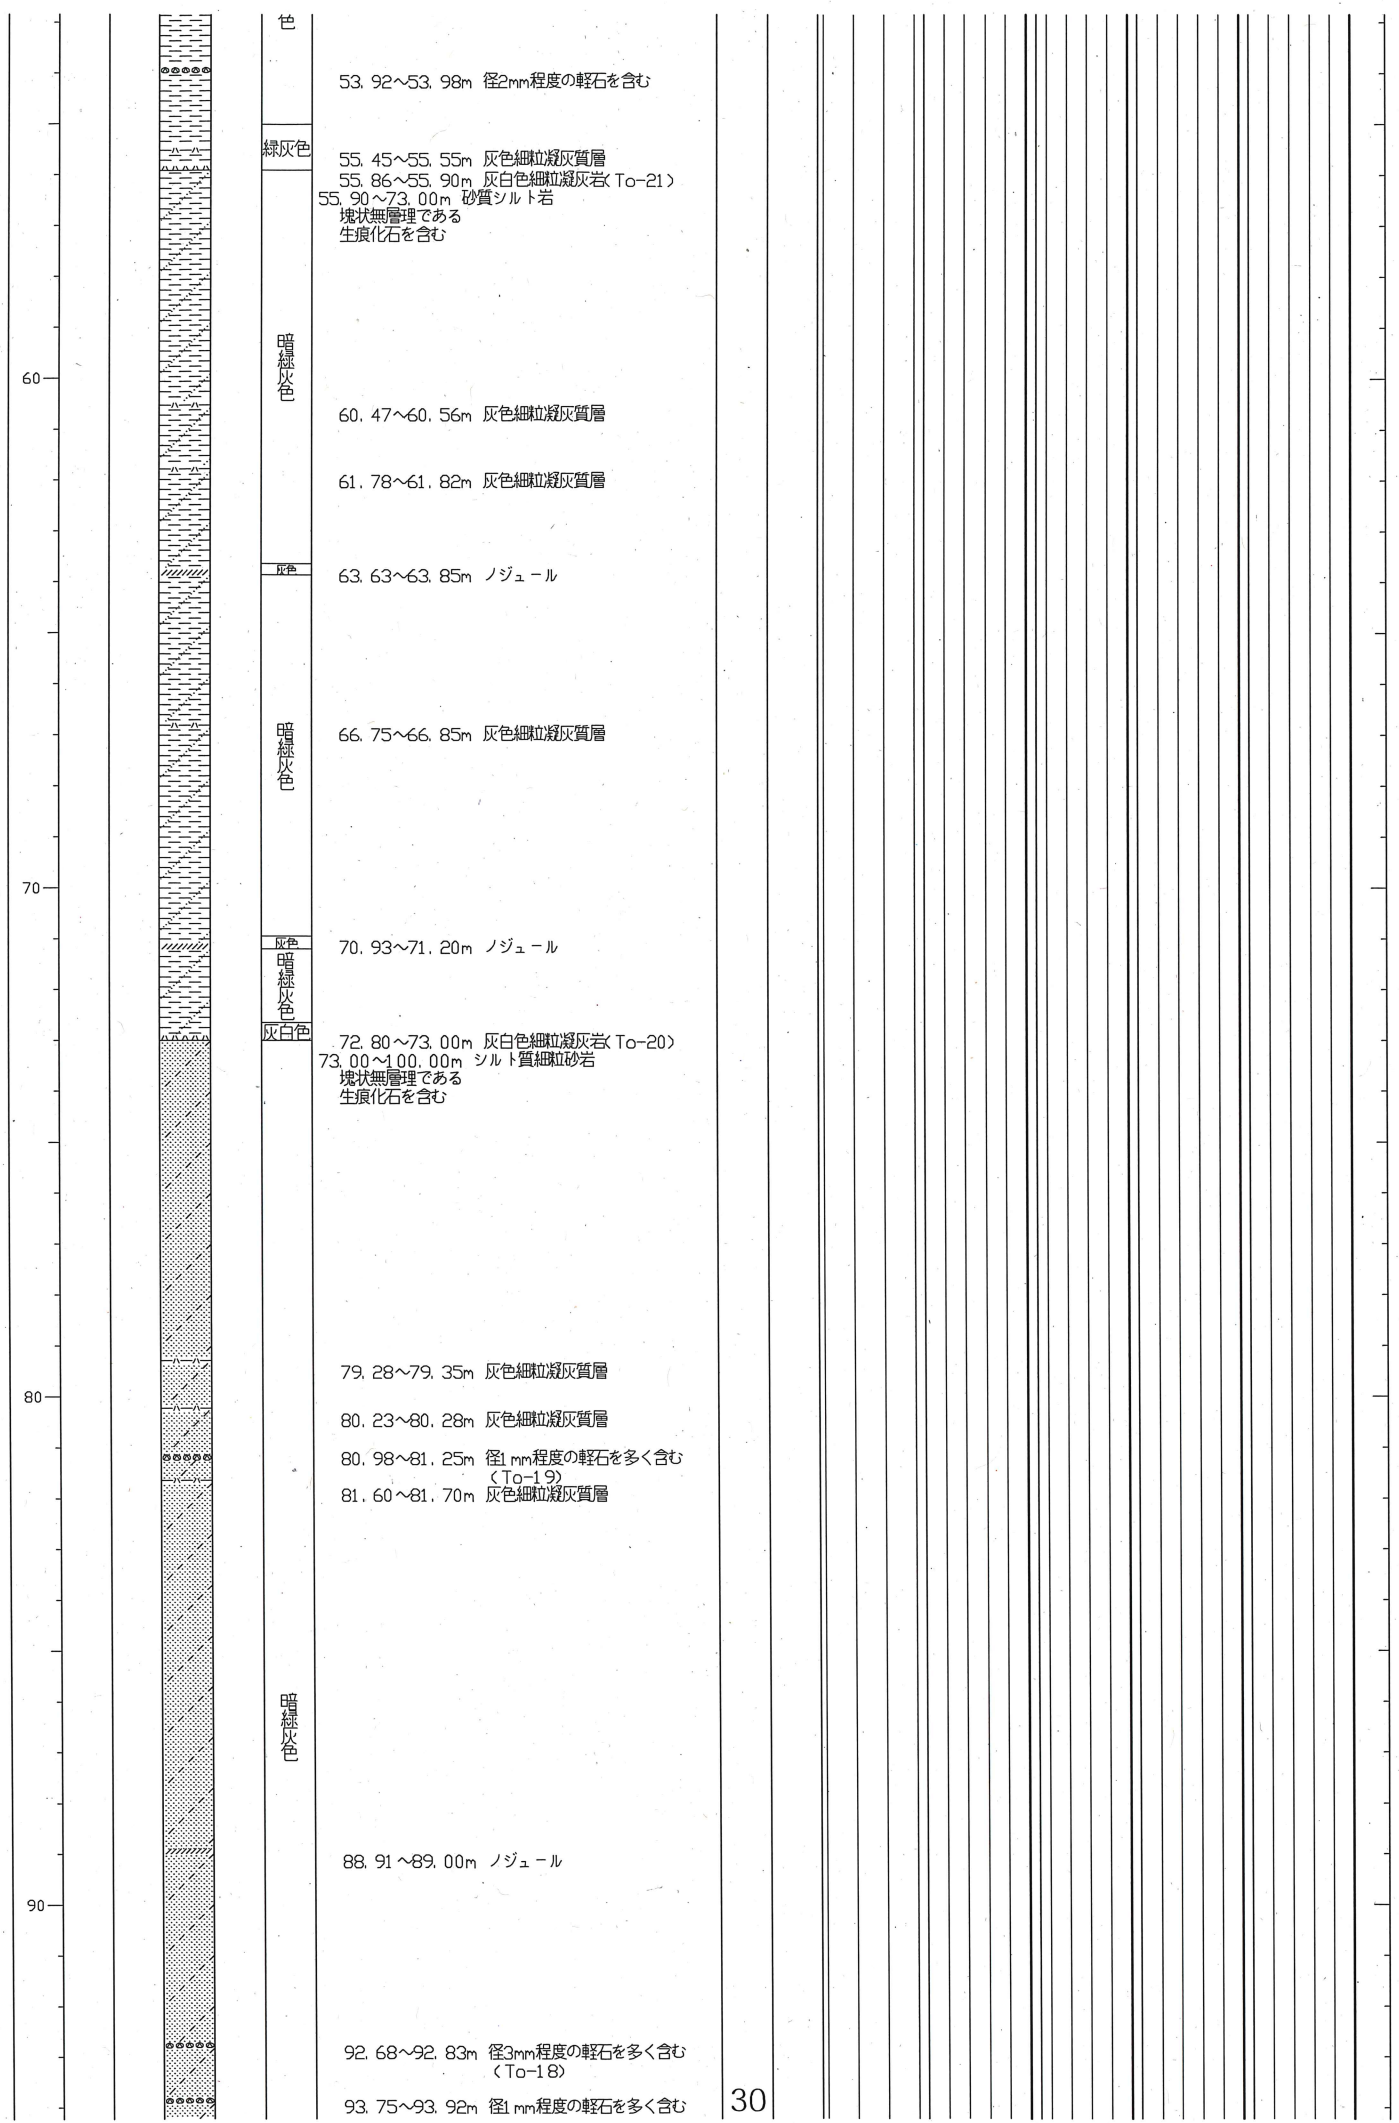 色
53.92~53.98m 径2mm程度の軽石を含む
緑灰色
55.45~55.55m 灰色細粒凝灰質層
55.86~55.90m 灰白色細粒凝灰岩(To-21)
55.90~73.00m 砂質シルト岩
塊状無層理である
生痕化石を含む
暗緑灰色
60
60.47~60.56m 灰色細粒凝灰質層
61.78~61.82m 灰色細粒凝灰質層
灰色
63.63~63.85m ノジュール
暗緑灰色
66.75~66.85m 灰色細粒凝灰質層
70
灰色
70.93~71.20m ノジュール
暗緑灰色
灰白色
72.80~73.00m 灰白色細粒凝灰岩(To-20)
73.00~100.00m シルト質細粒砂岩
塊状無層理である
生痕化石を含む
79.28~79.35m 灰色細粒凝灰質層
80
80.23~80.28m 灰色細粒凝灰質層
80.98~81.25m 径1mm程度の軽石を多く含む
(To-19)
81.60~81.70m 灰色細粒凝灰質層
暗緑灰色
88.91~89.00m ノジュール
90
92.68~92.83m 径3mm程度の軽石を多く含む
(To-18)
93.75~93.92m 径1mm程度の軽石を多く含む
30